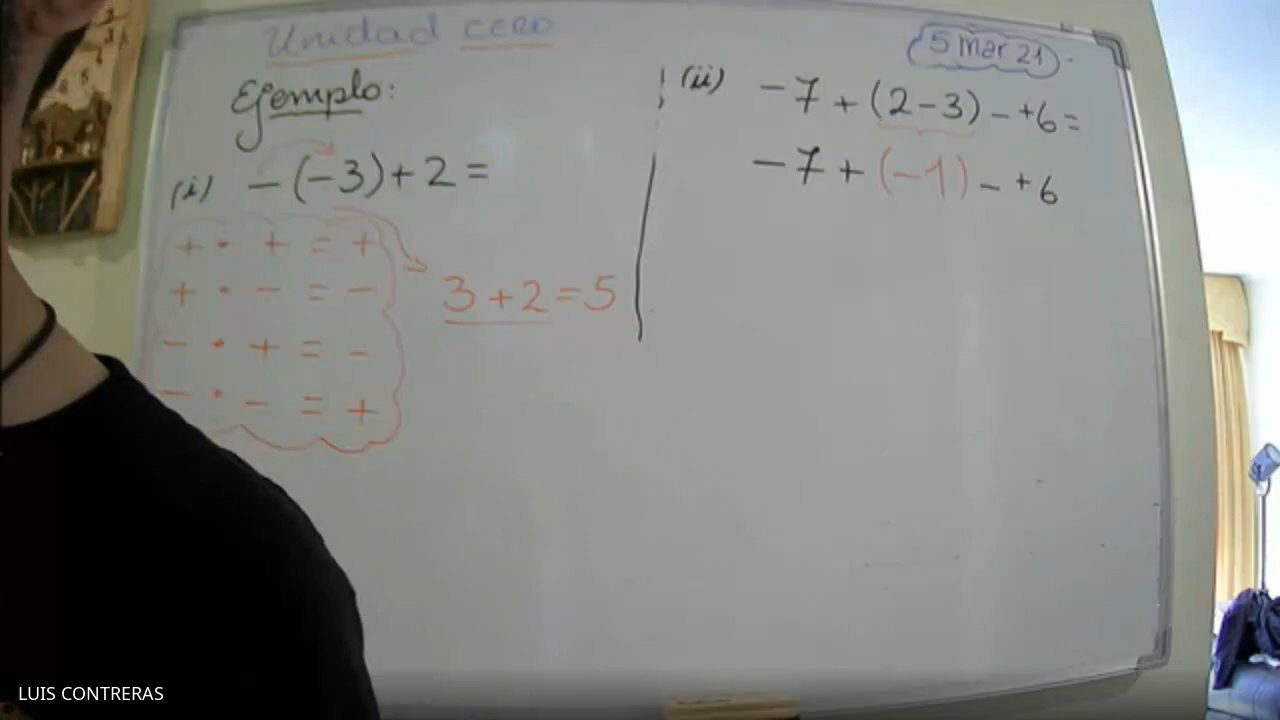 Unidad cero
5 Mar 21
Ejemplo:
(i) -(-3)+2=
+ · + = +
+ · - = -
- · + = -
- · - = +
3+2=5
(ii) -7+(2-3)-+6=
-7+(-1)-+6
LUIS CONTRERAS